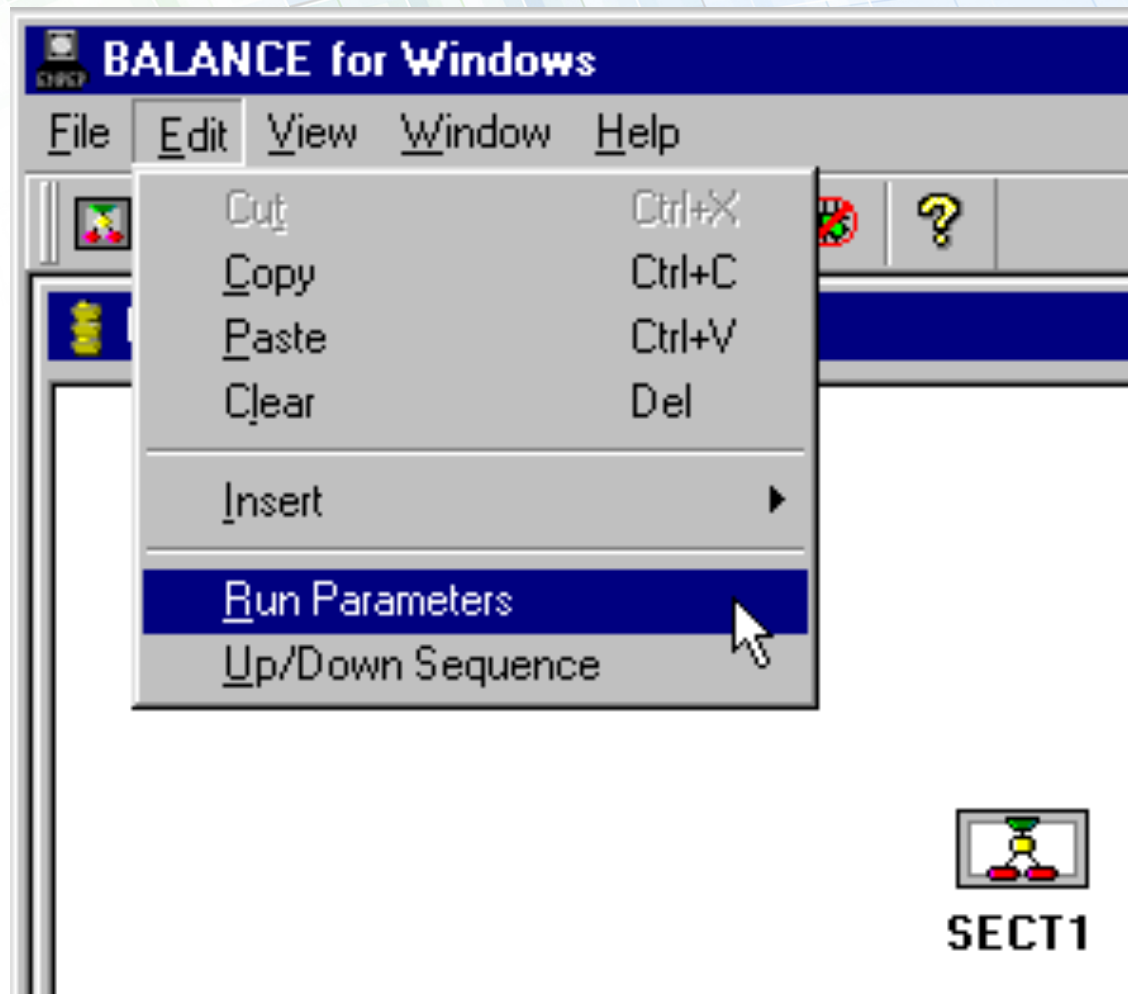 BALANCE for Windows
File Edit View Window Help
Cut Ctrl+X
Copy Ctrl+C
Paste Ctrl+V
Clear Del
Insert
Run Parameters
Up/Down Sequence
SECT1